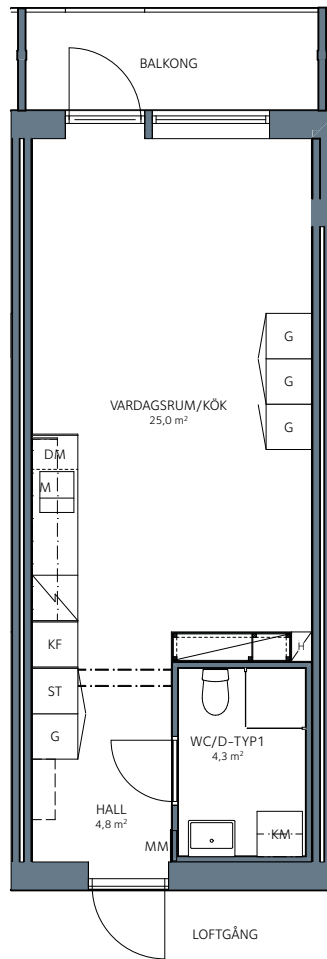 BALKONG
G
G
VARDAGSRUM/KÖK
25,0 m²
G
DM
M
KF
H
ST
WC/D-TYP1
4,3 m²
G
HALL
4,8 m²
KM
MM
LOFTGÅNG